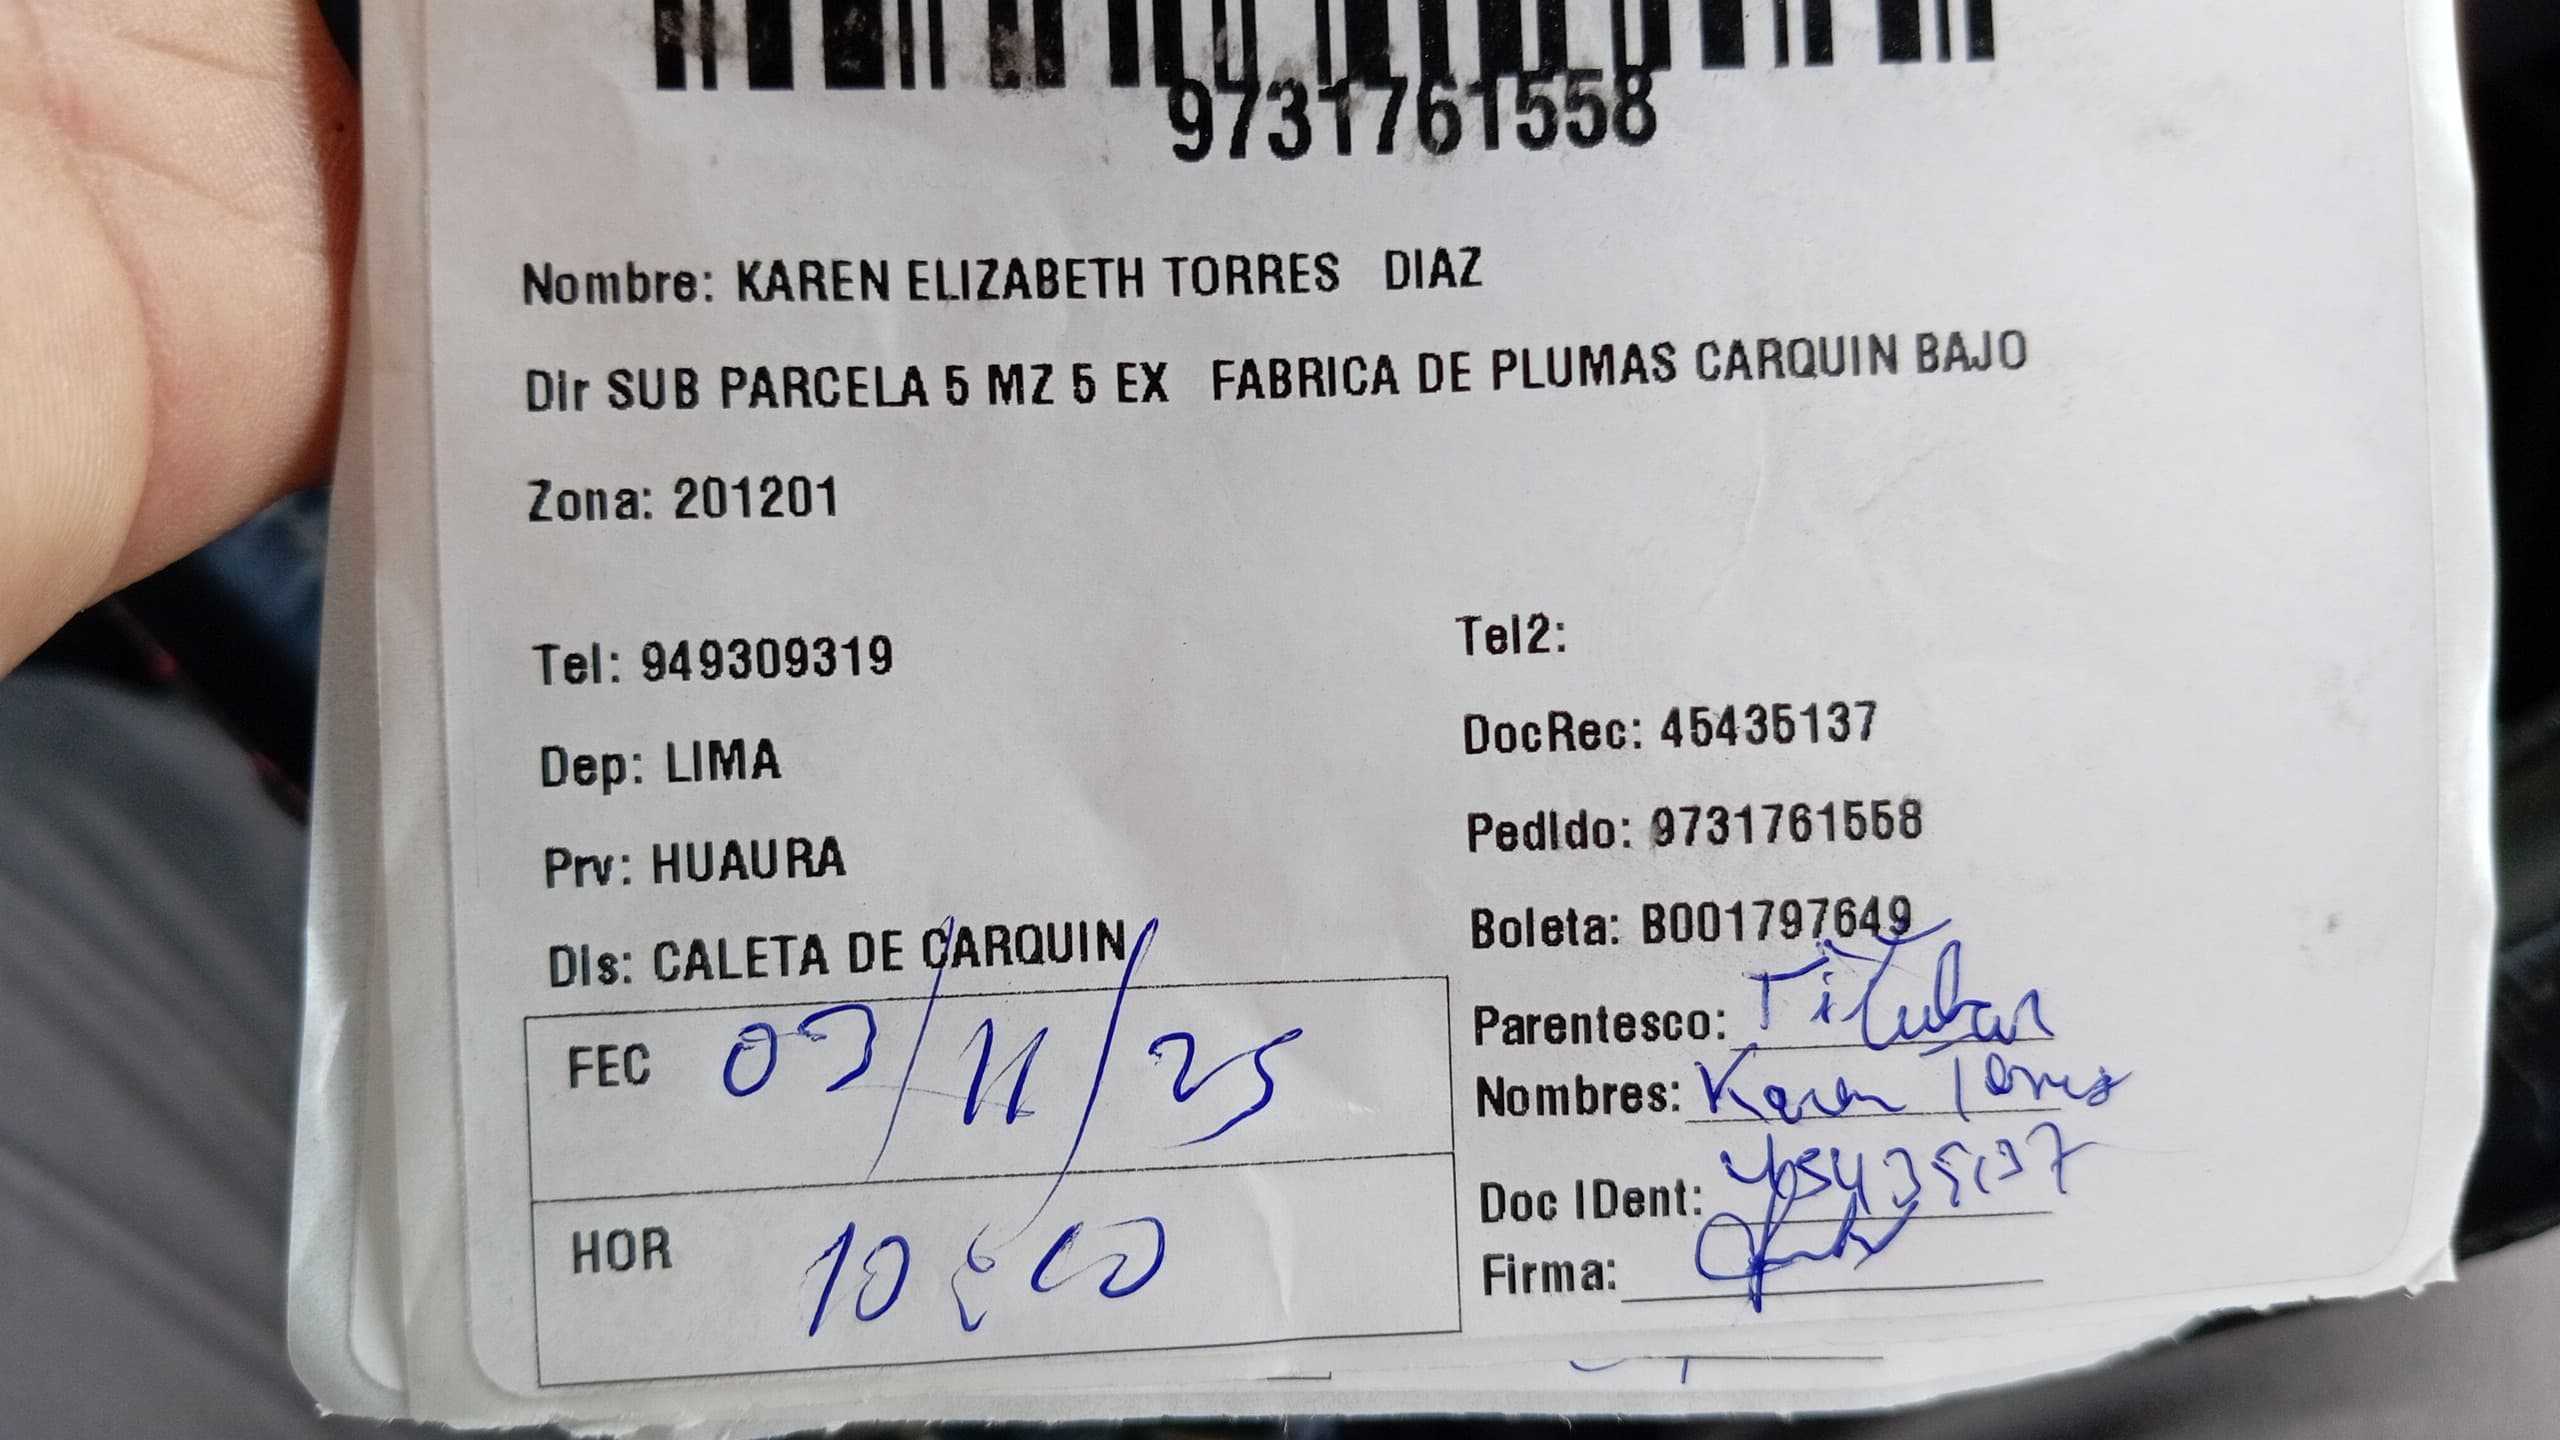 9731761558
Nombre: KAREN ELIZABETH TORRES DIAZ
Dir SUB PARCELA 5 MZ 5 EX FABRICA DE PLUMAS CARQUIN BAJO
Zona: 201201
Tel: 949309319
Tel2:
Dep: LIMA
DocRec: 45435137
Prv: HUAURA
Pedido: 9731761558
Dis: CALETA DE CARQUIN
Boleta: B001797649
FEC 03/11/25
Parentesco: Titular
Nombres: Karen Torres
HOR 10:00
Doc IDent: 45435137
Firma: